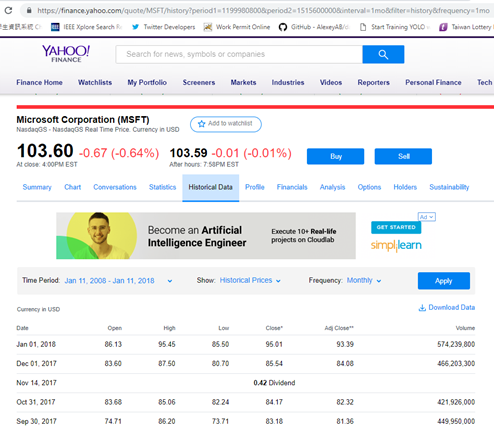 https://finance.yahoo.com/quote/MSFT/history?period1=1199980800&period2=1515600000&interval=1mo&filter=history&frequency=1mo
IEEE Xplore Search R Twitter Developers Work Permit Online GitHub - AlexeyAB/ Start Training YOLO Taiwan Lottery
YAHOO!
FINANCE
Search for news, symbols or companies
Finance Home Watchlists My Portfolio Screeners Markets Industries Videos Reporters Personal Finance Tech
Microsoft Corporation (MSFT)
NasdaqGS - NasdaqGS Real Time Price. Currency in USD
Add to watchlist
103.60 -0.67 (-0.64%) 103.59 -0.01 (-0.01%)
At close: 4:00PM EST After hours: 7:58PM EST
Buy Sell
Summary Chart Conversations Statistics Historical Data Profile Financials Analysis Options Holders Sustainability
Become an Artificial
Intelligence Engineer
Execute 10+ Real-life
projects on Cloudlab
Ad
GET STARTED
simplilearn
Time Period: Jan 11, 2008 - Jan 11, 2018 Show: Historical Prices Frequency: Monthly Apply
Currency in USD Download Data
Date Open High Low Close* Adj Close** Volume
Jan 01, 2018 86.13 95.45 85.50 95.01 93.39 574,239,800
Dec 01, 2017 83.60 87.50 80.70 85.54 84.08 466,203,300
Nov 14, 2017 0.42 Dividend
Oct 31, 2017 83.68 85.06 82.24 84.17 82.32 421,926,000
Sep 30, 2017 74.71 86.20 73.71 83.18 81.36 449,950,000